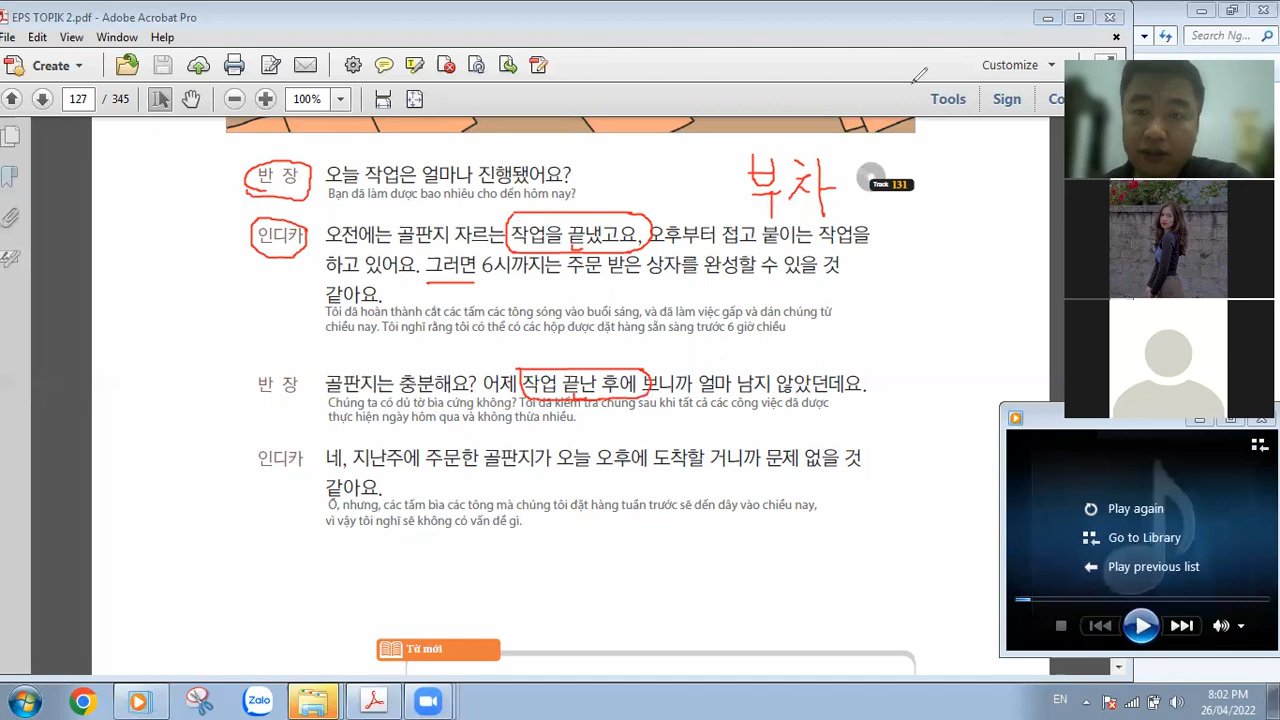 EPS TOPIK 2.pdf - Adobe Acrobat Pro
File Edit View Window Help
Search Ng...
Create
Customize
127 / 345
100%
Tools
Sign
Co
부차
Track 131
반 장 오늘 작업은 얼마나 진행됐어요?
Bạn đã làm được bao nhiêu cho đến hôm nay?
인디카 오전에는 골판지 자르는 작업을 끝냈고요, 오후부터 접고 붙이는 작업을
하고 있어요. 그러면 6시까지는 주문 받은 상자를 완성할 수 있을 것
같아요.
Tôi đã hoàn thành cắt các tấm các tông sóng vào buổi sáng, và đã làm việc gấp và dán chúng từ
chiều nay. Tôi nghĩ rằng tôi có thể có các hộp được đặt hàng sẵn sàng trước 6 giờ chiều
반 장 골판지는 충분해요? 어제 작업 끝난 후에 보니까 얼마 남지 않았던데요.
Chúng ta có đủ tờ bìa cứng không? Tôi đã kiểm tra chúng sau khi tất cả các công việc đã được
thực hiện ngày hôm qua và không thừa nhiều.
인디카 네, 지난주에 주문한 골판지가 오늘 오후에 도착할 거니까 문제 없을 것
같아요.
Ồ, nhưng, các tấm bìa các tông mà chúng tôi đặt hàng tuần trước sẽ đến đây vào chiều nay,
vì vậy tôi nghĩ sẽ không có vấn đề gì.
Từ mới
Play again
Go to Library
Play previous list
Zalo
EN
8:02 PM
26/04/2022